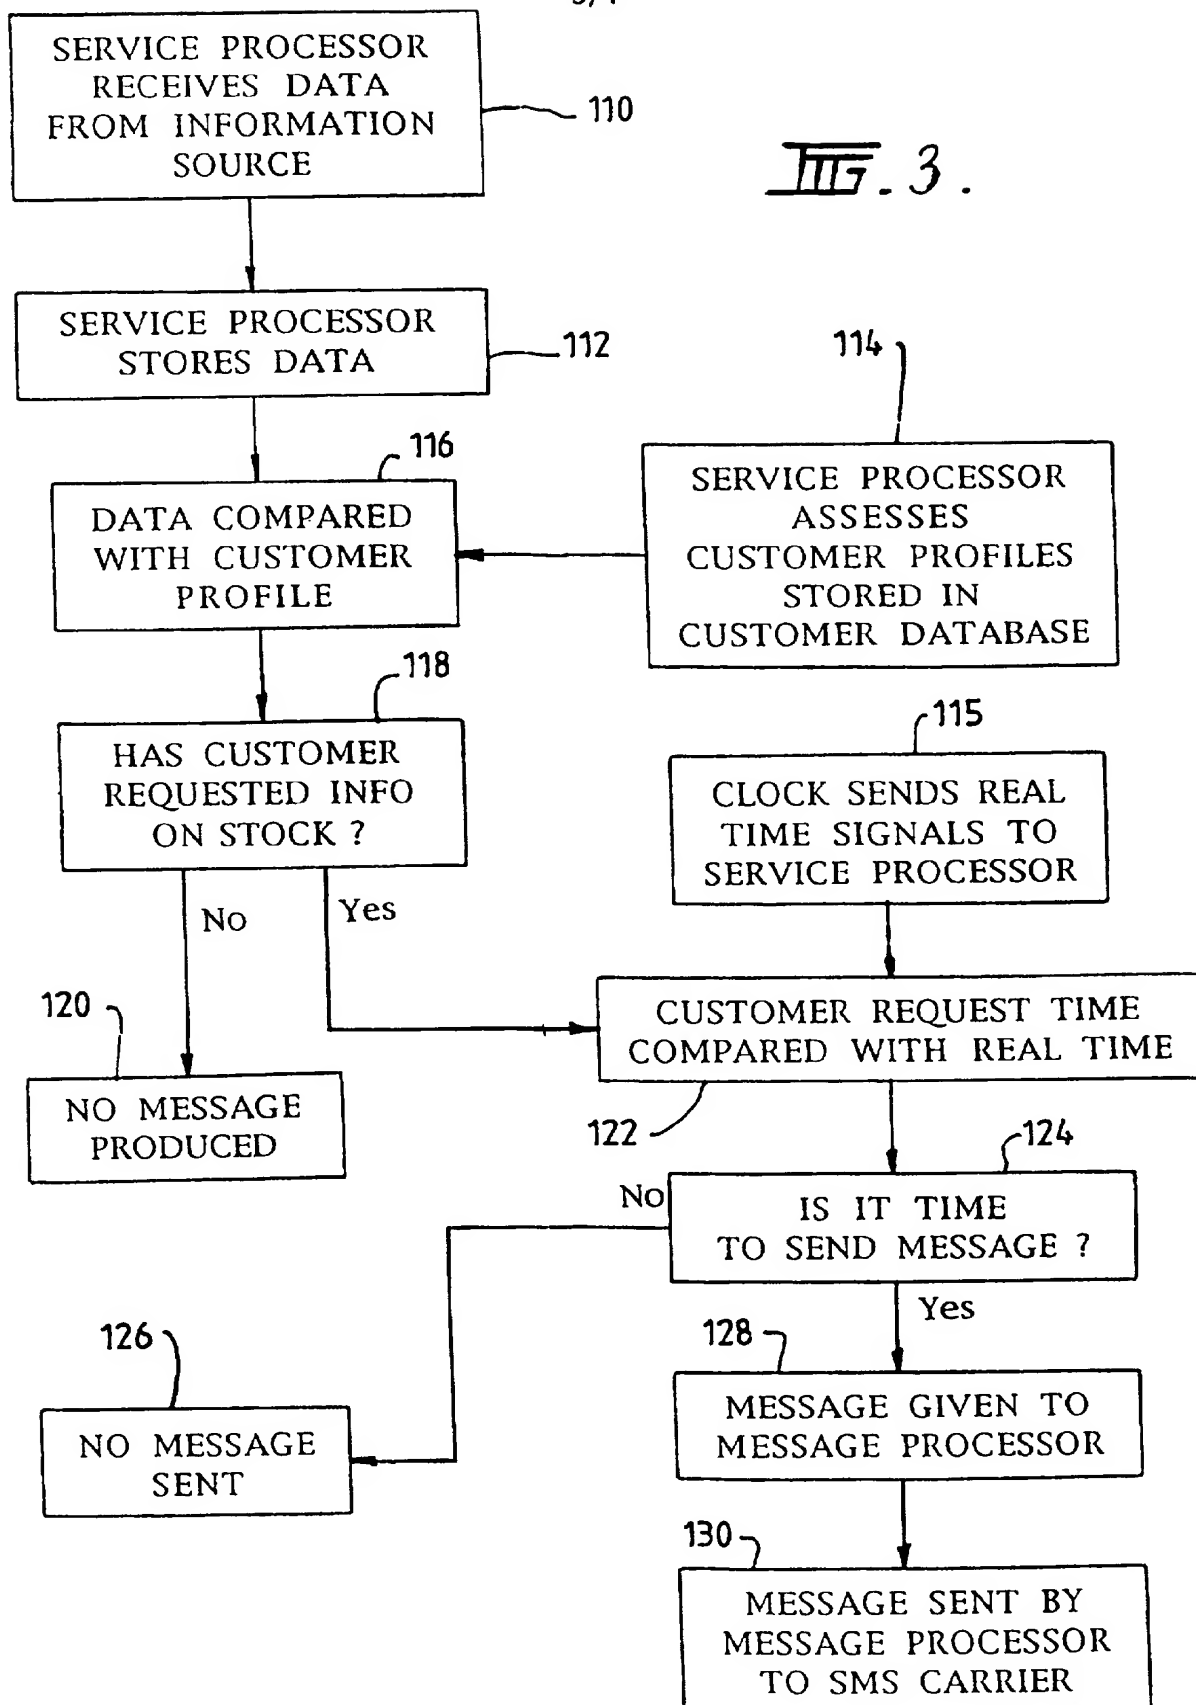 SERVICE PROCESSOR
RECEIVES DATA
FROM INFORMATION
SOURCE
110
FIG. 3.
SERVICE PROCESSOR
STORES DATA
112
114
116
DATA COMPARED
WITH CUSTOMER
PROFILE
SERVICE PROCESSOR
ASSESSES
CUSTOMER PROFILES
STORED IN
CUSTOMER DATABASE
118
HAS CUSTOMER
REQUESTED INFO
ON STOCK ?
115
CLOCK SENDS REAL
TIME SIGNALS TO
SERVICE PROCESSOR
No
Yes
120
NO MESSAGE
PRODUCED
CUSTOMER REQUEST TIME
COMPARED WITH REAL TIME
122
124
IS IT TIME
TO SEND MESSAGE ?
No
Yes
126
NO MESSAGE
SENT
128
MESSAGE GIVEN TO
MESSAGE PROCESSOR
130
MESSAGE SENT BY
MESSAGE PROCESSOR
TO SMS CARRIER